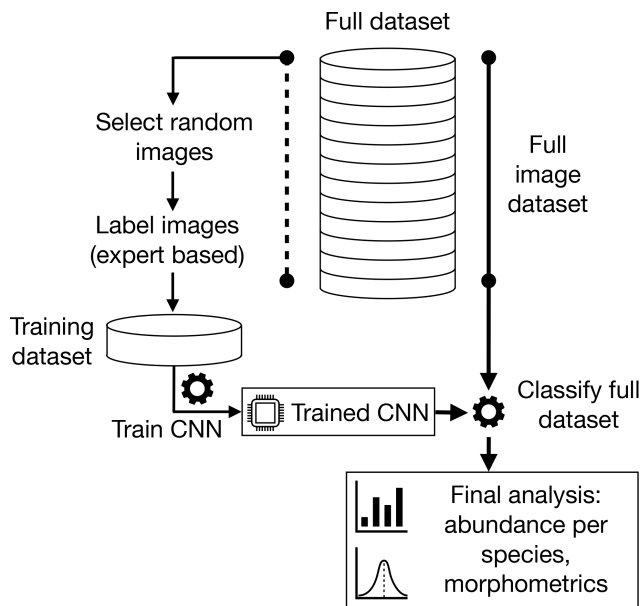 Full dataset
Select random
images
Full
image
dataset
Label images
(expert based)
Training
dataset
Train CNN
Trained CNN
Classify full
dataset
Final analysis:
abundance per
species,
morphometrics